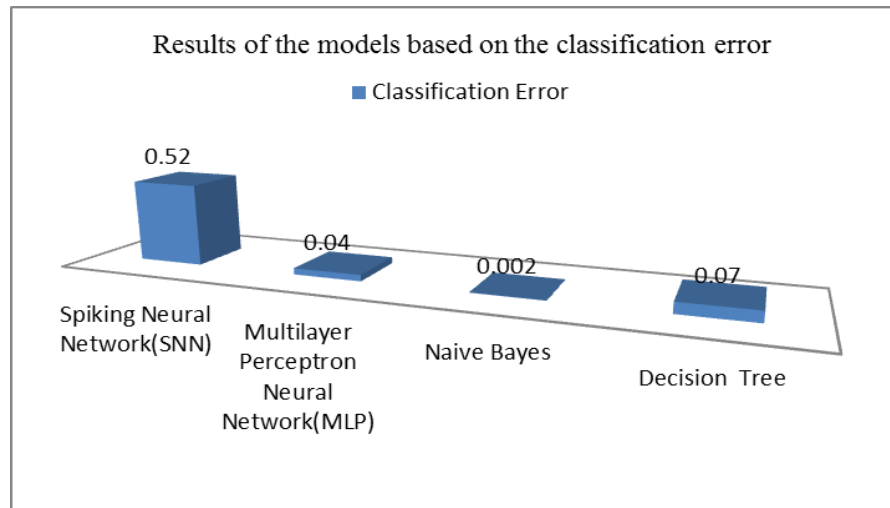 Results of the models based on the classification error
Classification Error
0.52
0.04
0.002
0.07
Spiking Neural
Network(SNN)
Multilayer
Perceptron
Neural
Network(MLP)
Naive Bayes
Decision Tree